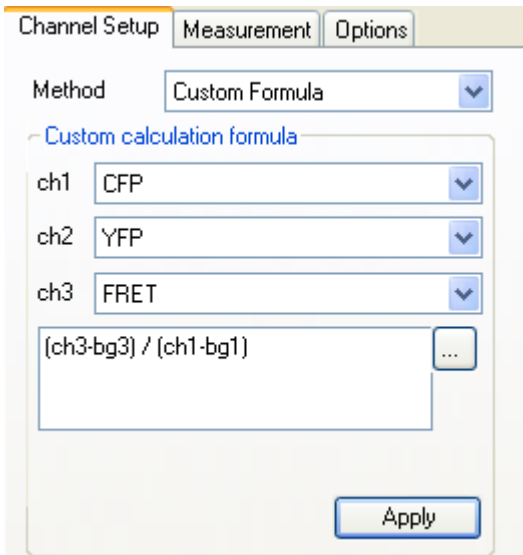 Channel Setup Measurement Options
Method Custom Formula
Custom calculation formula
ch1 CFP
ch2 YFP
ch3 FRET
(ch3-bg3) / (ch1-bg1) ...
Apply